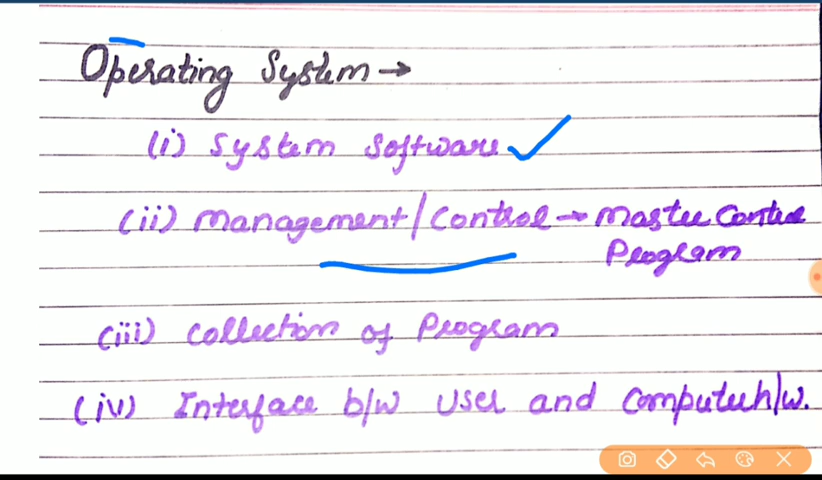 Operating System →
(i) System Software ✓
(ii) Management/Control → Master Control
Program
(iii) Collection of Program
(iv) Interface b/w User and Computer h/w.